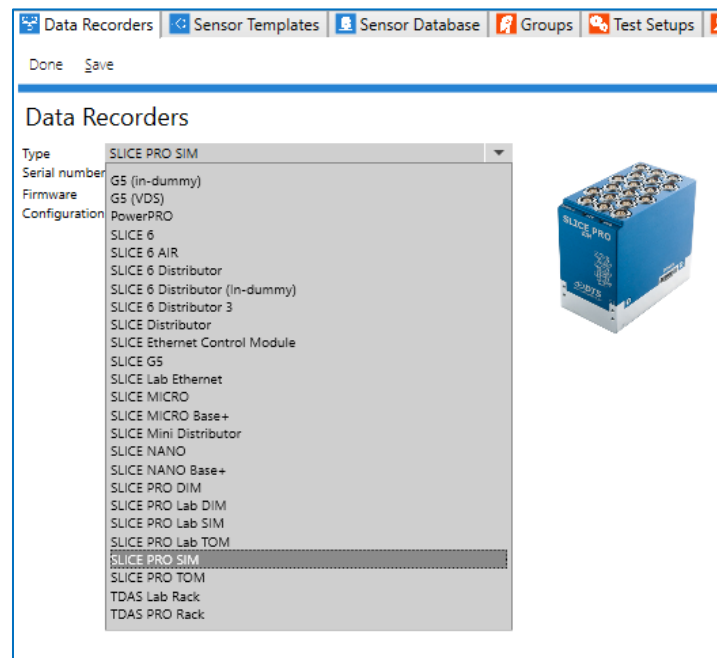 Data Recorders Sensor Templates Sensor Database Groups Test Setups
Done Save
Data Recorders
Type SLICE PRO SIM
Serial number
Firmware
Configuration
G5 (in-dummy)
G5 (VDS)
PowerPRO
SLICE 6
SLICE 6 AIR
SLICE 6 Distributor
SLICE 6 Distributor (In-dummy)
SLICE 6 Distributor 3
SLICE Distributor
SLICE Ethernet Control Module
SLICE G5
SLICE Lab Ethernet
SLICE MICRO
SLICE MICRO Base+
SLICE Mini Distributor
SLICE NANO
SLICE NANO Base+
SLICE PRO DIM
SLICE PRO Lab DIM
SLICE PRO Lab SIM
SLICE PRO Lab TOM
SLICE PRO SIM
SLICE PRO TOM
TDAS Lab Rack
TDAS PRO Rack
SLICE PRO
SIM
DTS